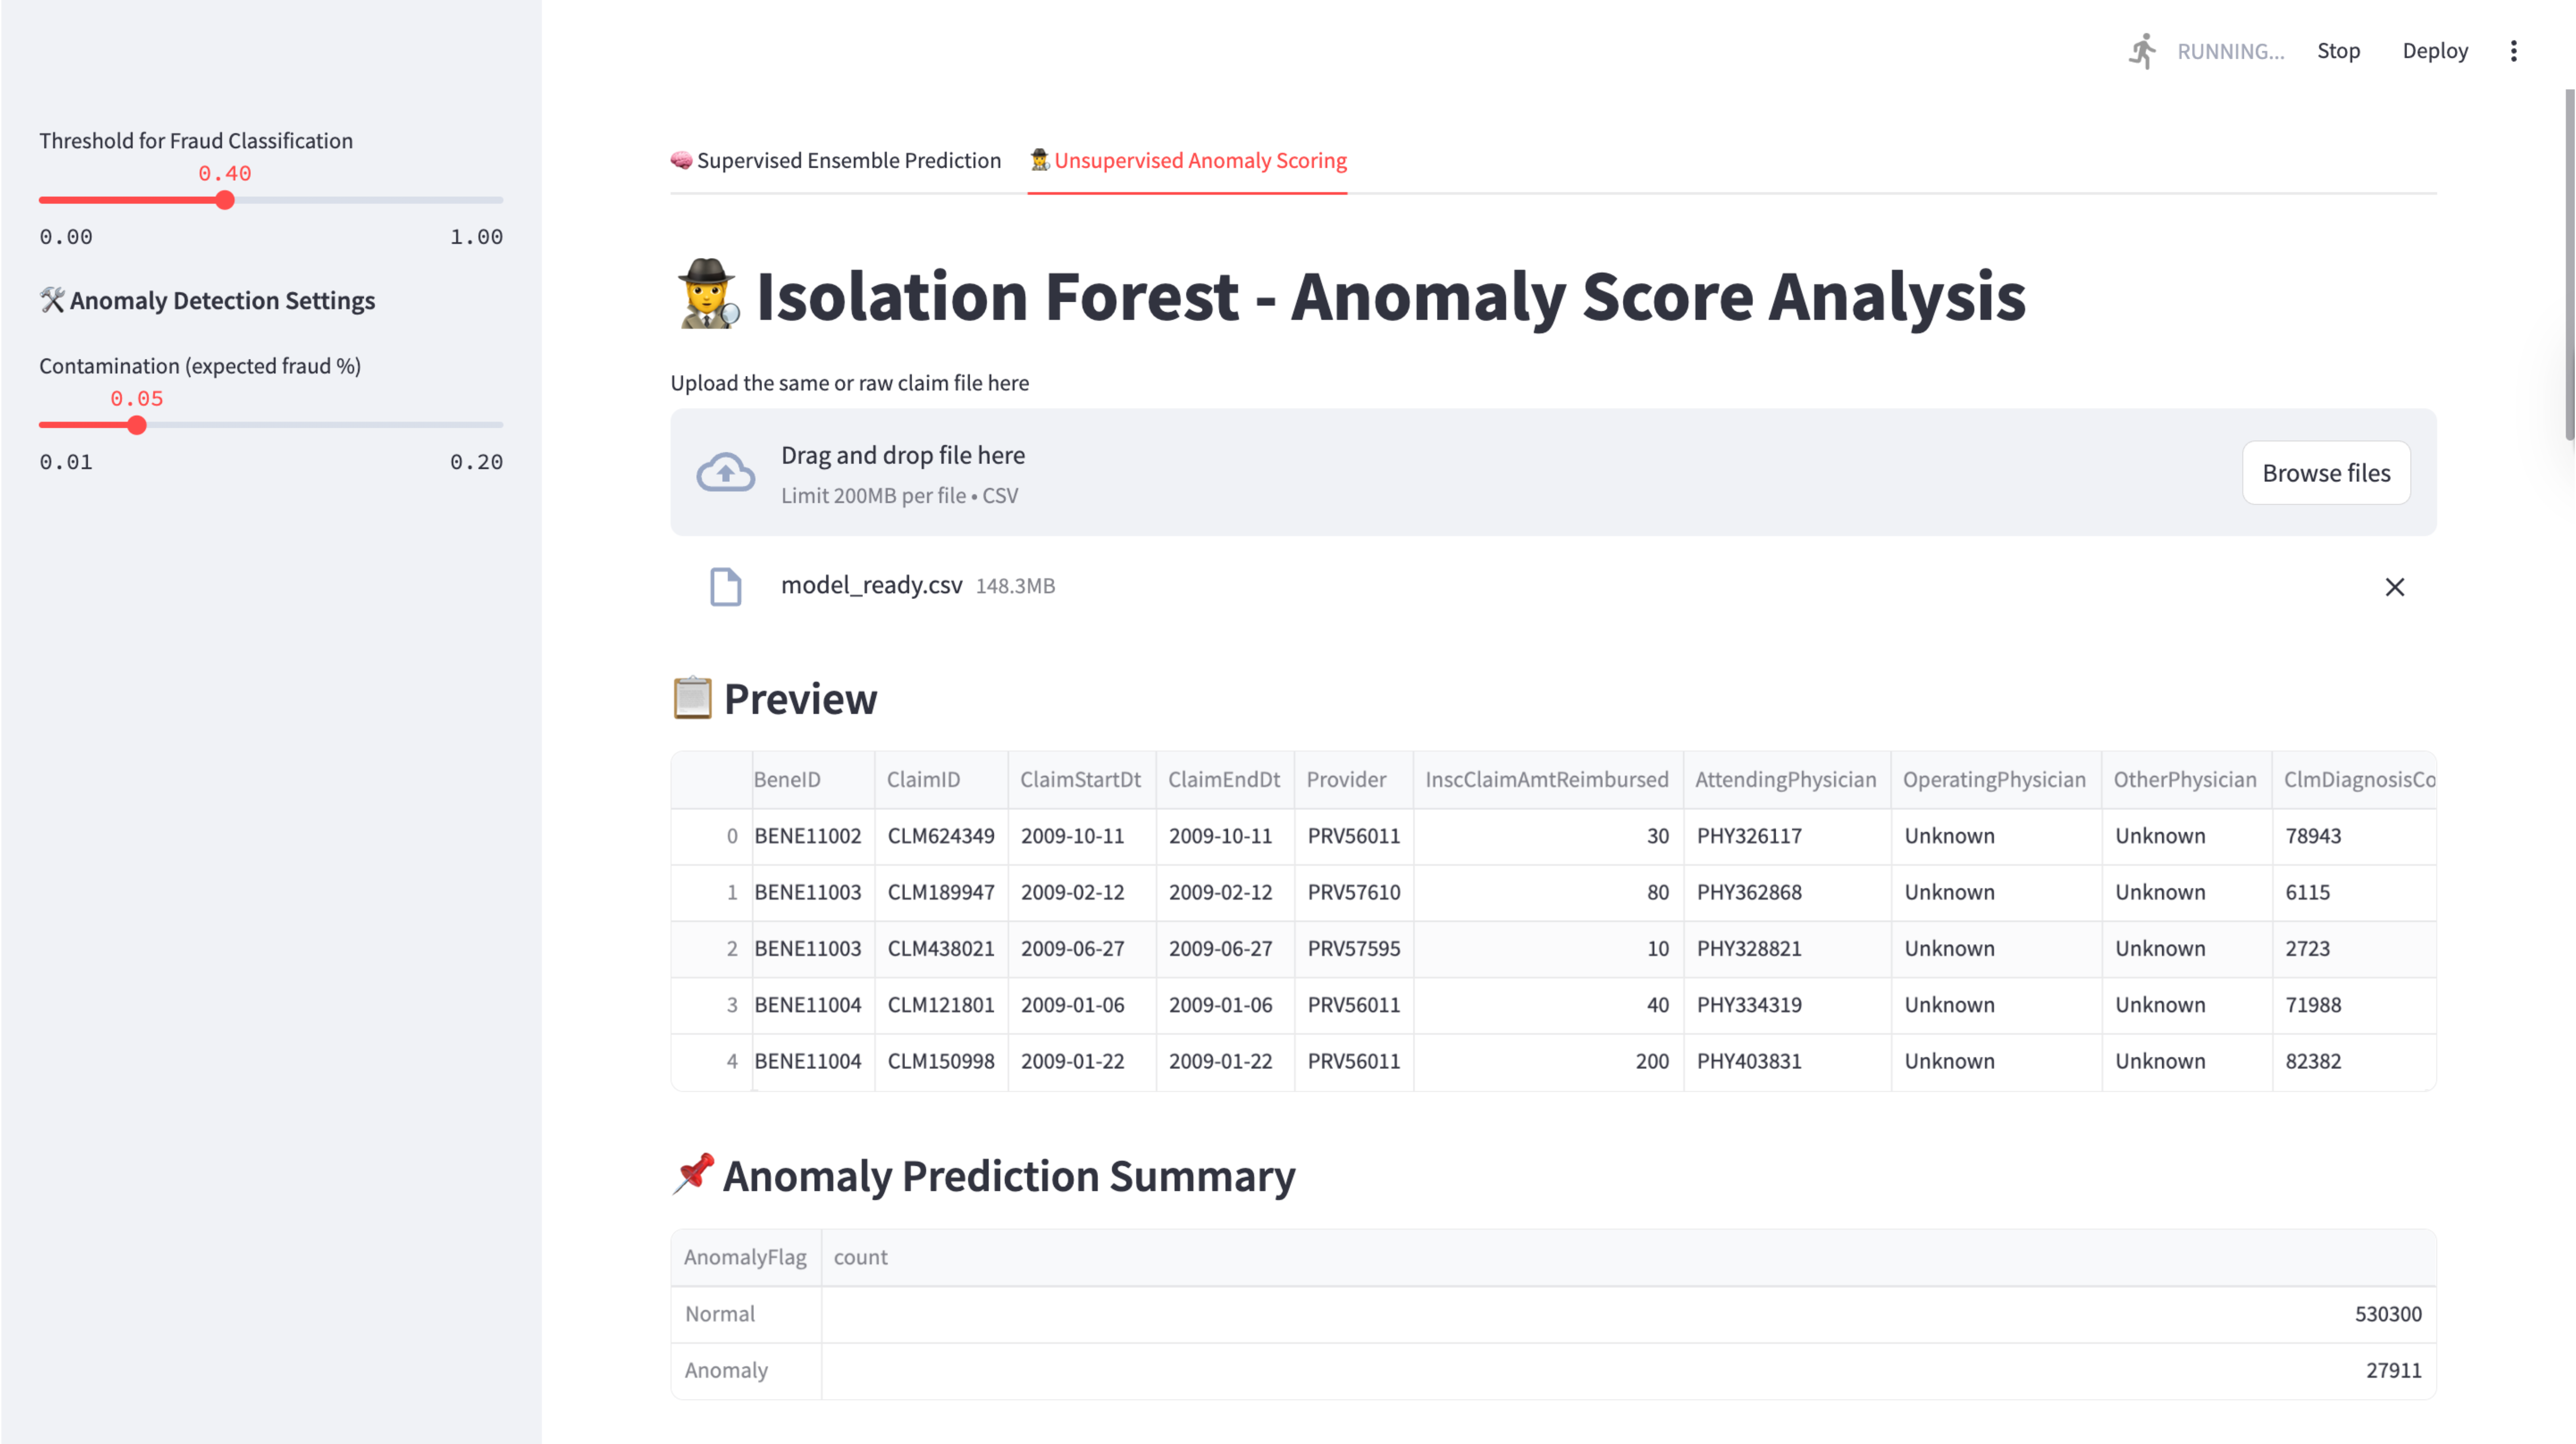 RUNNING... Stop Deploy
Threshold for Fraud Classification
0.40
0.00 1.00
Anomaly Detection Settings
Contamination (expected fraud %)
0.05
0.01 0.20
Supervised Ensemble Prediction Unsupervised Anomaly Scoring
Isolation Forest - Anomaly Score Analysis
Upload the same or raw claim file here
Drag and drop file here
Limit 200MB per file • CSV
Browse files
model_ready.csv 148.3MB
Preview
BeneID ClaimID ClaimStartDt ClaimEndDt Provider InscClaimAmtReimbursed AttendingPhysician OperatingPhysician OtherPhysician ClmDiagnosisCo
0 BENE11002 CLM624349 2009-10-11 2009-10-11 PRV56011 30 PHY326117 Unknown Unknown 78943
1 BENE11003 CLM189947 2009-02-12 2009-02-12 PRV57610 80 PHY362868 Unknown Unknown 6115
2 BENE11003 CLM438021 2009-06-27 2009-06-27 PRV57595 10 PHY328821 Unknown Unknown 2723
3 BENE11004 CLM121801 2009-01-06 2009-01-06 PRV56011 40 PHY334319 Unknown Unknown 71988
4 BENE11004 CLM150998 2009-01-22 2009-01-22 PRV56011 200 PHY403831 Unknown Unknown 82382
Anomaly Prediction Summary
AnomalyFlag count
Normal 530300
Anomaly 27911